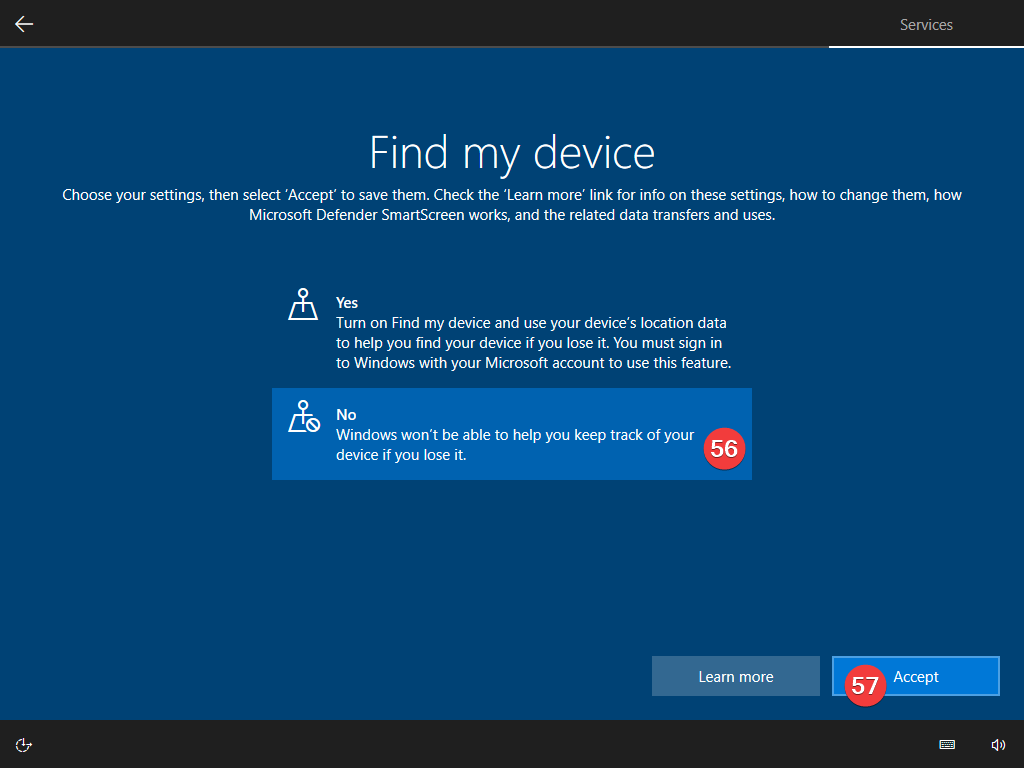 Services
Find my device
Choose your settings, then select ‘Accept’ to save them. Check the ‘Learn more’ link for info on these settings, how to change them, how
Microsoft Defender SmartScreen works, and the related data transfers and uses.
Yes
Turn on Find my device and use your device’s location data
to help you find your device if you lose it. You must sign in
to Windows with your Microsoft account to use this feature.
No
Windows won’t be able to help you keep track of your
device if you lose it.
56
Learn more
57 Accept